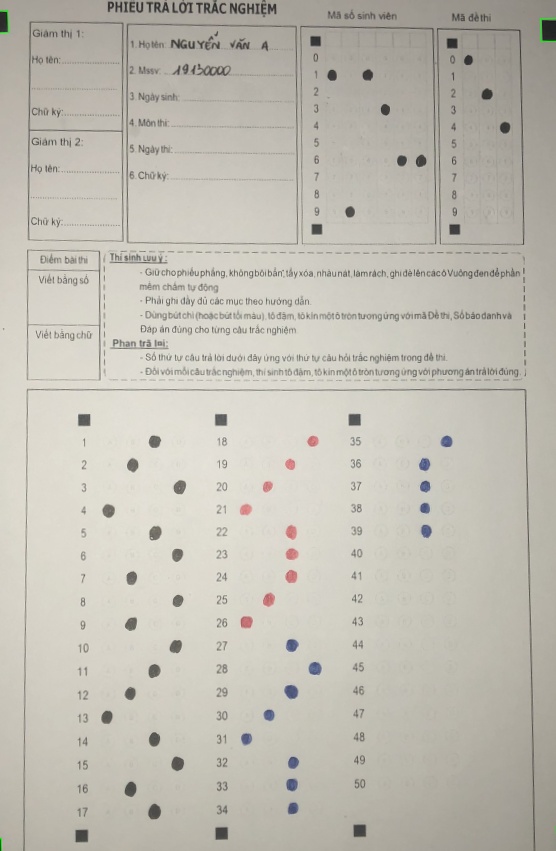 PHIẾU TRẢ LỜI TRẮC NGHIỆM
Giám thị 1:
Họ tên:
Chữ ký:
Giám thị 2:
Họ tên:
Chữ ký:
1. Họ tên: NGUYỄN VĂN A
2. Mssv: 19130000
3. Ngày sinh:
4. Môn thi:
5. Ngày thi:
6. Chữ ký:
Mã số sinh viên
0
1
2
3
4
5
6
7
8
9
Mã đề thi
0
1
2
3
4
5
6
7
8
9
Điểm bài thi
Viết bằng số
Viết bằng chữ
Thí sinh lưu ý:
- Giữ cho phiếu phẳng, không bôi bẩn, tẩy xóa, nhàu nát, làm rách, ghi đè lên các ô Vuông đen để phần
mềm chấm tự động
- Phải ghi đầy đủ các mục theo hướng dẫn.
- Dùng bút chì (hoặc bút tối màu), tô đậm, tô kín một ô tròn tương ứng với mã Đề thi, Số báo danh và
Đáp án đúng cho từng câu trắc nghiệm
Phần trả lời:
- Số thứ tự câu trả lời dưới đây ứng với thứ tự câu hỏi trắc nghiệm trong đề thi.
- Đối với mỗi câu trắc nghiệm, thí sinh tô đậm, tô kín một ô tròn tương ứng với phương án trả lời đúng.
1
2
3
4
5
6
7
8
9
10
11
12
13
14
15
16
17
18
19
20
21
22
23
24
25
26
27
28
29
30
31
32
33
34
35
36
37
38
39
40
41
42
43
44
45
46
47
48
49
50